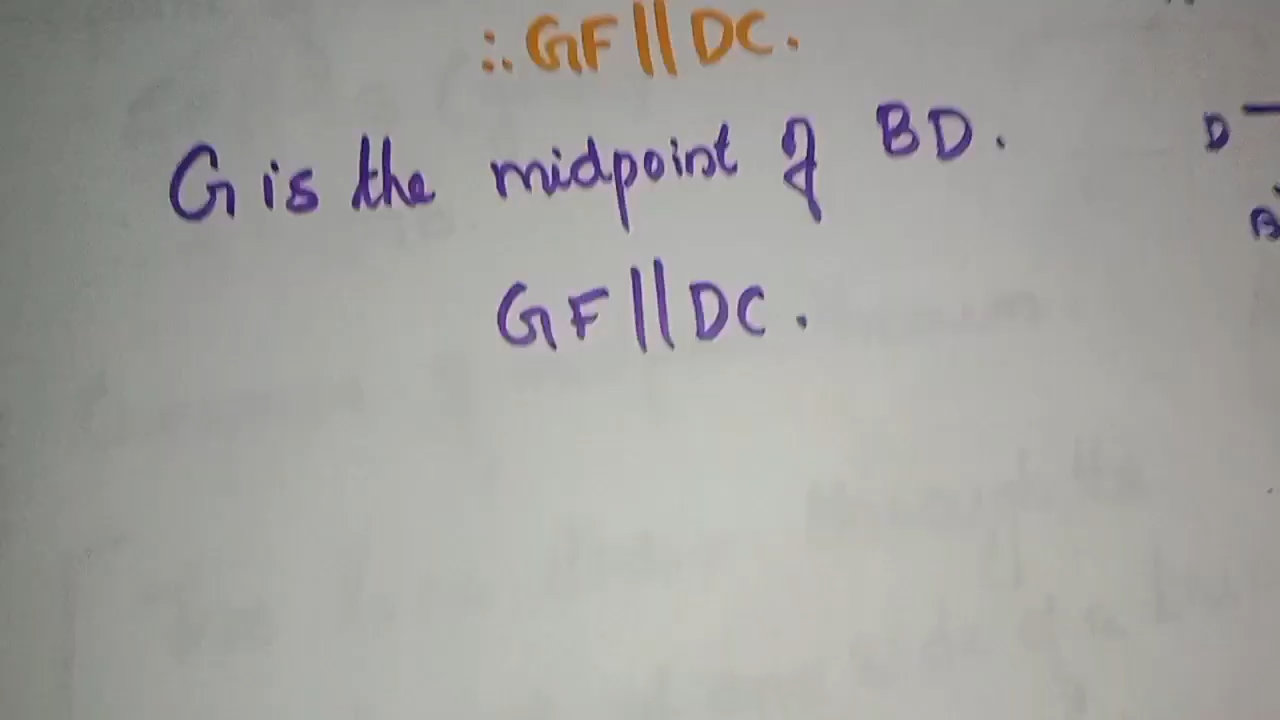 ∴ GF || DC.
G is the midpoint of BD.
D
A
GF || DC.